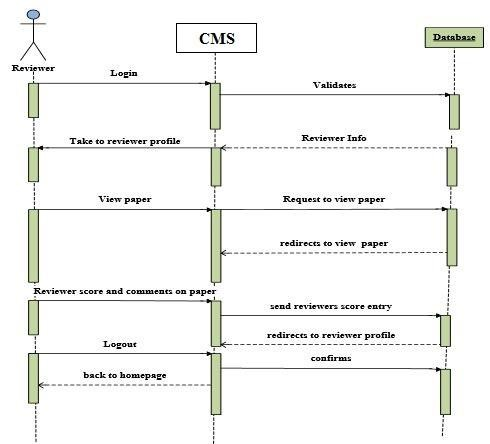 CMS
Database
Reviewer
Login
Validates
Take to reviewer profile
Reviewer Info
View paper
Request to view paper
redirects to view  paper
Reviewer score and comments on paper
send reviewers score entry
redirects to reviewer profile
Logout
confirms
back to homepage